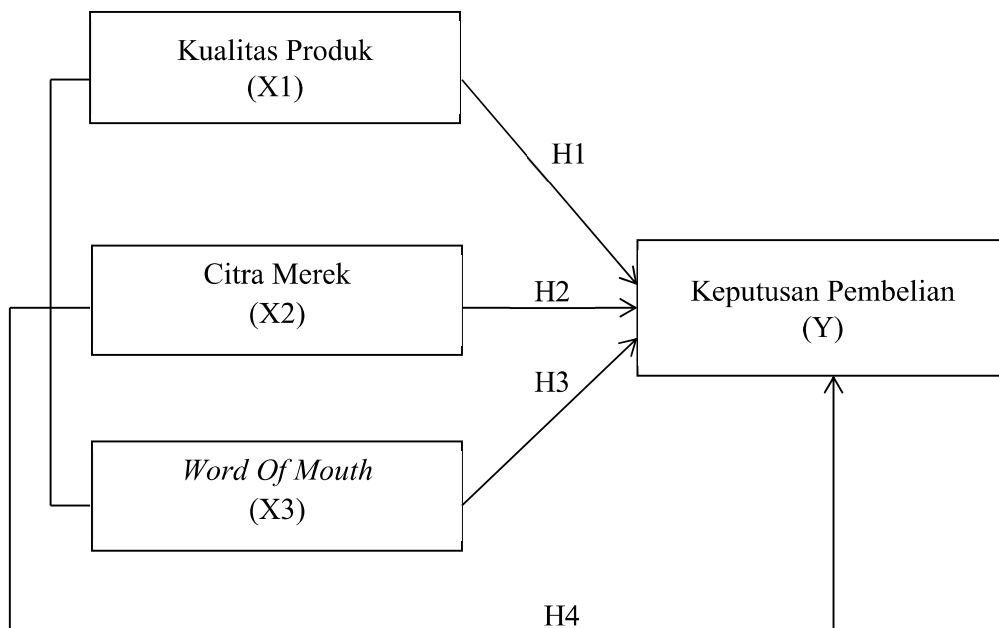 Kualitas Produk
(X1)
H1
Citra Merek
(X2)
H2
Keputusan Pembelian
(Y)
H3
Word Of Mouth
(X3)
H4